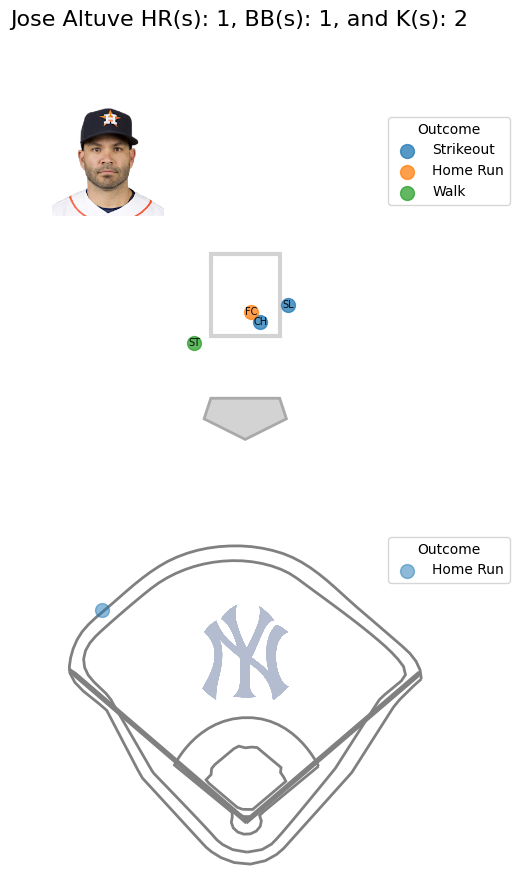 Jose Altuve HR(s): 1, BB(s): 1, and K(s): 2
Outcome
Strikeout
Home Run
Walk
SL
FC
CH
ST
Outcome
Home Run
NY